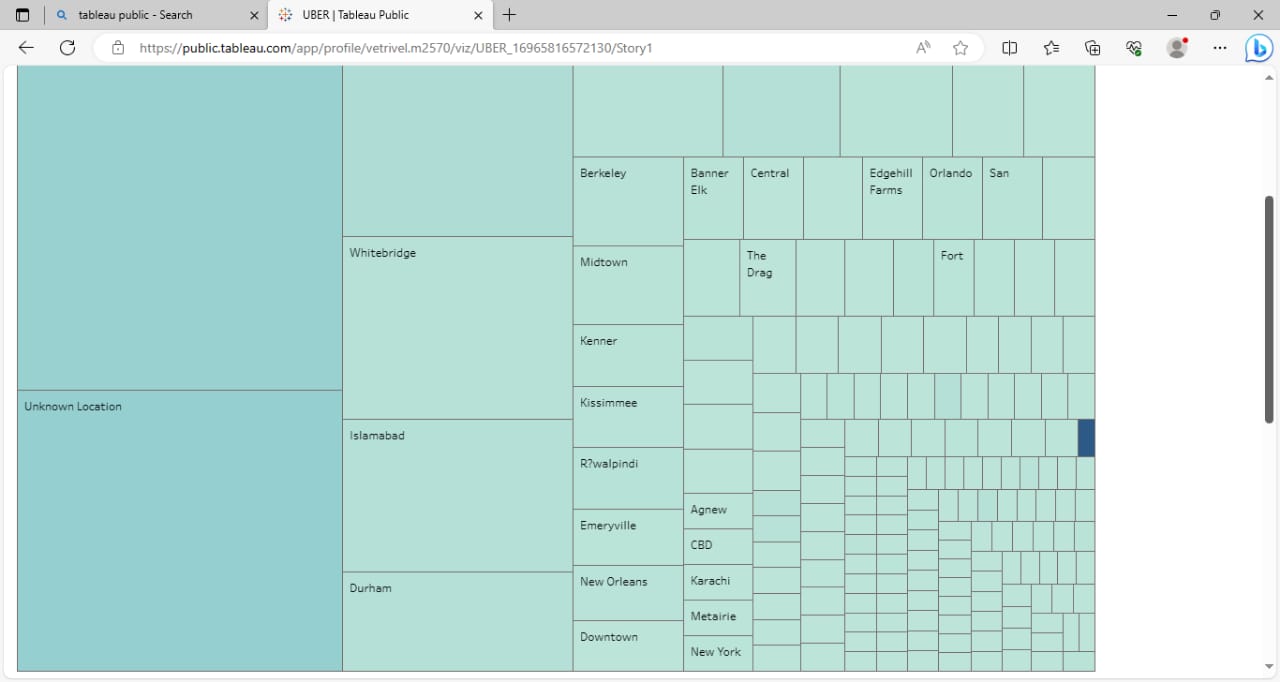 tableau public - Search
UBER | Tableau Public
https://public.tableau.com/app/profile/vetrivel.m2570/viz/UBER_16965816572130/Story1
Berkeley
Banner
Elk
Central
Edgehill
Farms
Orlando
San
Whitebridge
Midtown
The
Drag
Fort
Kenner
Kissimmee
Unknown Location
Islamabad
R?walpindi
Agnew
Emeryville
CBD
Durham
New Orleans
Karachi
Metairie
Downtown
New York